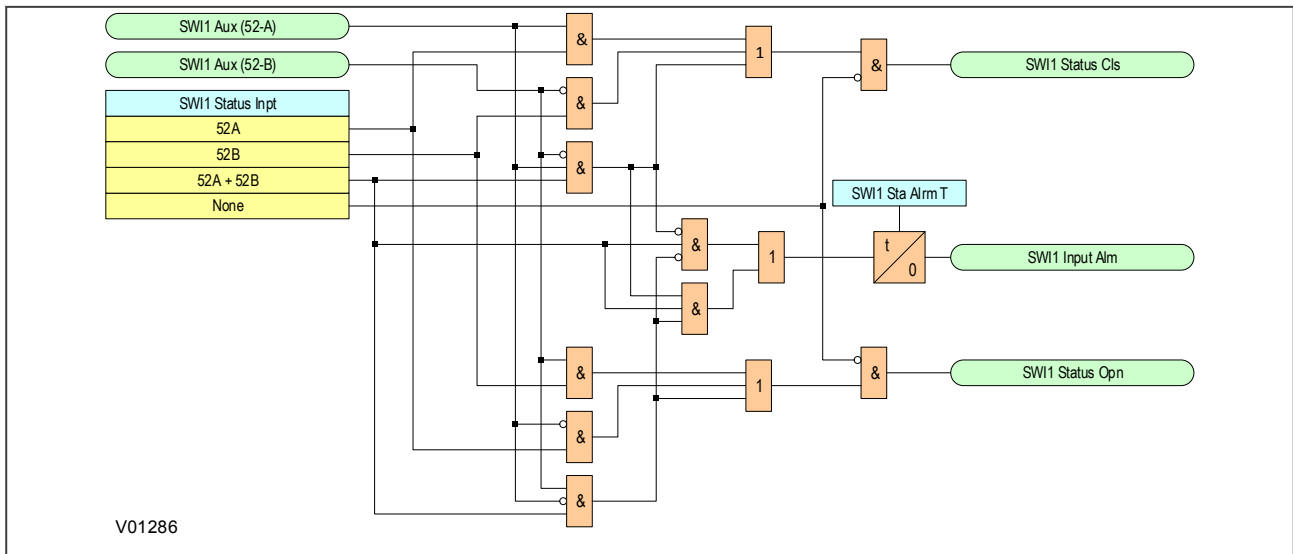 SWI1 Aux (52-A)
SWI1 Aux (52-B)
SWI1 Status Inpt
52A
52B
52A + 52B
None
&
&
&
1
&
SWI1 Status Cls
SWI1 Sta Alrm T
&
&
1
t
0
SWI1 Input Alm
&
&
&
1
&
SWI1 Status Opn
V01286